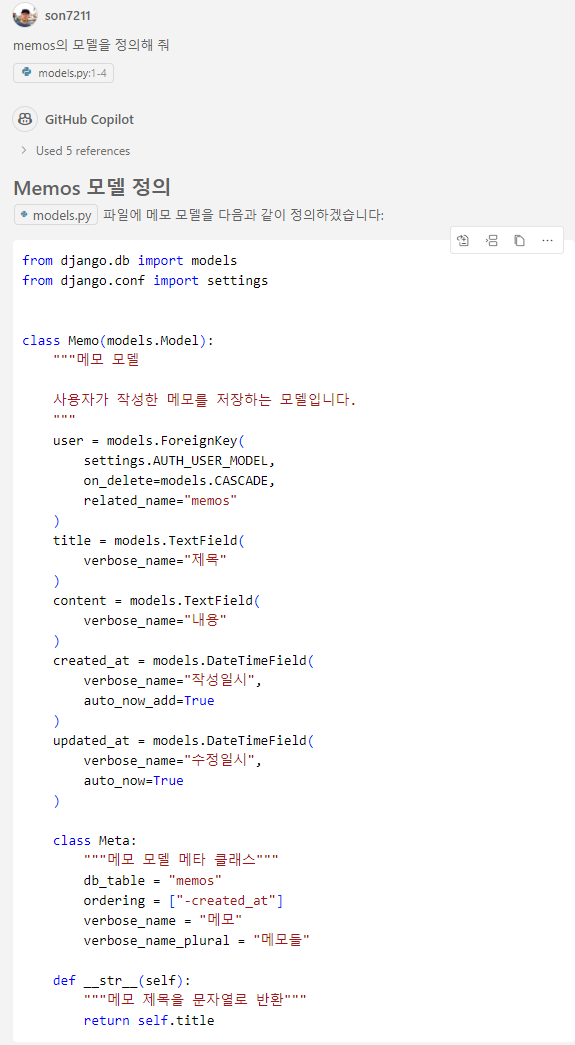 son7211
memos의 모델을 정의해 줘
models.py:1-4
GitHub Copilot
Used 5 references
Memos 모델 정의
models.py 파일에 메모 모델을 다음과 같이 정의하겠습니다:
from django.db import models
from django.conf import settings
class Memo(models.Model):
    """메모 모델
    사용자가 작성한 메모를 저장하는 모델입니다.
    """
    user = models.ForeignKey(
        settings.AUTH_USER_MODEL,
        on_delete=models.CASCADE,
        related_name="memos"
    )
    title = models.TextField(
        verbose_name="제목"
    )
    content = models.TextField(
        verbose_name="내용"
    )
    created_at = models.DateTimeField(
        verbose_name="작성일시",
        auto_now_add=True
    )
    updated_at = models.DateTimeField(
        verbose_name="수정일시",
        auto_now=True
    )
    class Meta:
        """메모 모델 메타 클래스"""
        db_table = "memos"
        ordering = ["-created_at"]
        verbose_name = "메모"
        verbose_name_plural = "메모들"
    def __str__(self):
        """메모 제목을 문자열로 반환"""
        return self.title